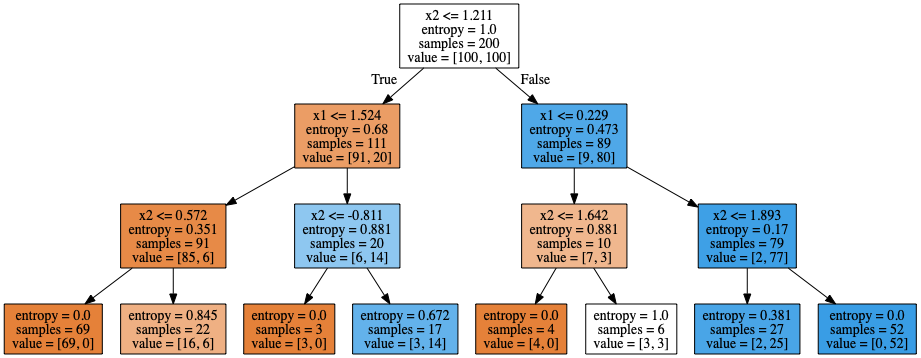 x2 <= 1.211
entropy = 1.0
samples = 200
value = [100, 100]
True
False
x1 <= 1.524
entropy = 0.68
samples = 111
value = [91, 20]
x1 <= 0.229
entropy = 0.473
samples = 89
value = [9, 80]
x2 <= 0.572
entropy = 0.351
samples = 91
value = [85, 6]
x2 <= -0.811
entropy = 0.881
samples = 20
value = [6, 14]
x2 <= 1.642
entropy = 0.881
samples = 10
value = [7, 3]
x2 <= 1.893
entropy = 0.17
samples = 79
value = [2, 77]
entropy = 0.0
samples = 69
value = [69, 0]
entropy = 0.845
samples = 22
value = [16, 6]
entropy = 0.0
samples = 3
value = [3, 0]
entropy = 0.672
samples = 17
value = [3, 14]
entropy = 0.0
samples = 4
value = [4, 0]
entropy = 1.0
samples = 6
value = [3, 3]
entropy = 0.381
samples = 27
value = [2, 25]
entropy = 0.0
samples = 52
value = [0, 52]